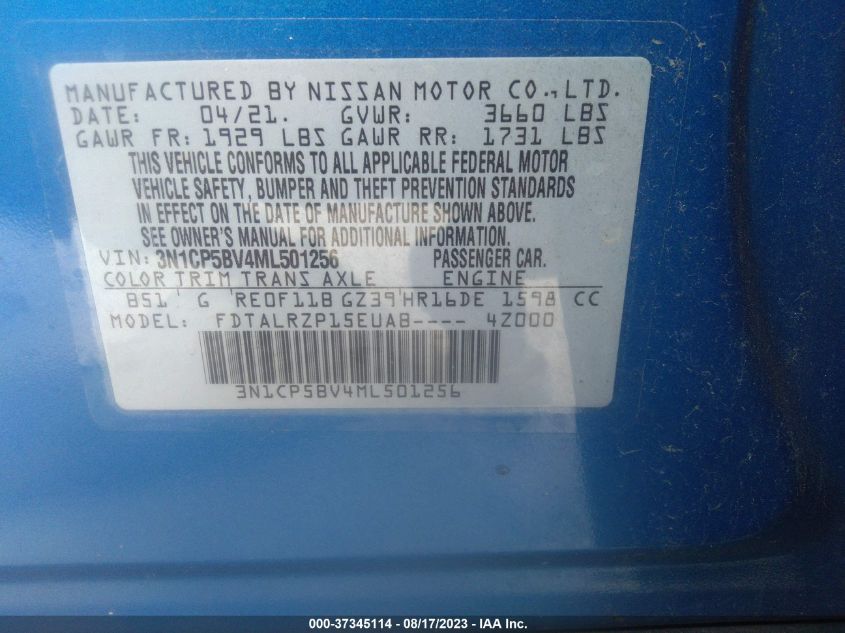 MANUFACTURED BY NISSAN MOTOR CO., LTD.
DATE: 04/21. GVWR: 3660 LBS
GAWR FR: 1929 LBS GAWR RR: 1731 LBS
THIS VEHICLE CONFORMS TO ALL APPLICABLE FEDERAL MOTOR
VEHICLE SAFETY, BUMPER AND THEFT PREVENTION STANDARDS
IN EFFECT ON THE DATE OF MANUFACTURE SHOWN ABOVE.
SEE OWNER'S MANUAL FOR ADDITIONAL INFORMATION.
VIN: 3N1CP5BV4ML501256 PASSENGER CAR.
COLOR TRIM TRANS AXLE ENGINE
B51 G RE0F11B GZ39 HR16DE 1598 CC
MODEL: FDTALRZP15EUAB---- 4Z000
3N1CP5BV4ML501256
000-37345114 - 08/17/2023 - IAA Inc.